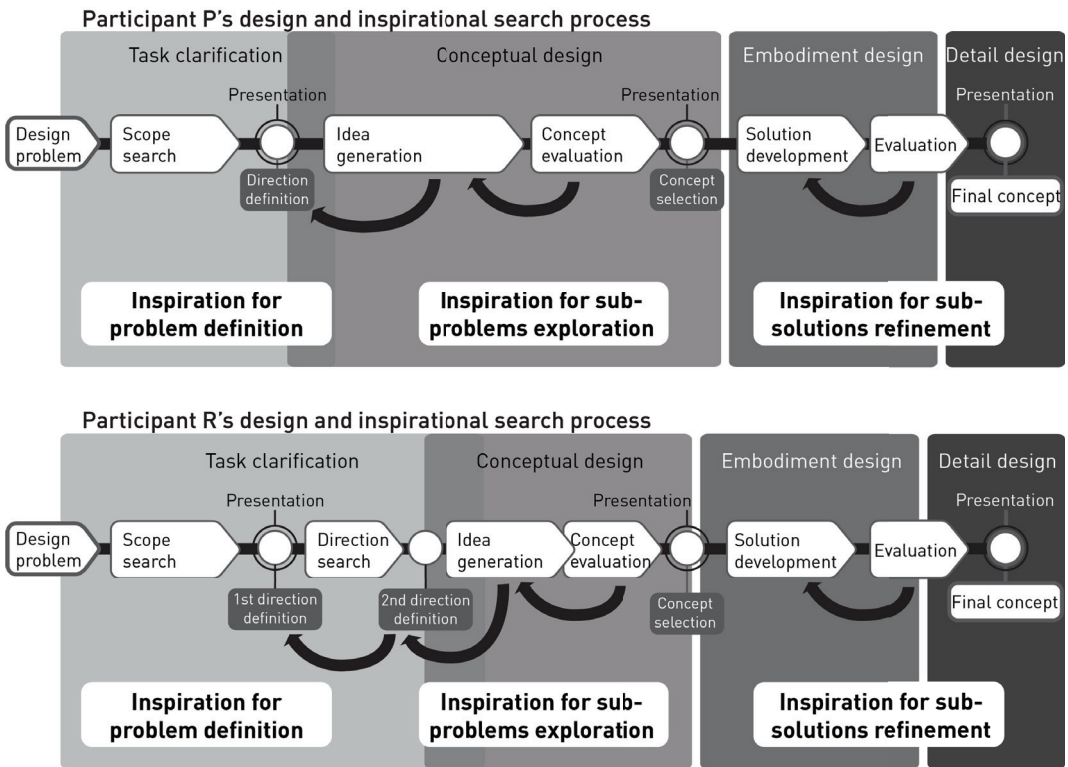 Participant P's design and inspirational search process
Task clarification
Conceptual design
Embodiment design
Detail design
Presentation
Presentation
Presentation
Design
problem
Scope
search
Idea
generation
Concept
evaluation
Solution
development
Evaluation
Direction
definition
Concept
selection
Final concept
Inspiration for
problem definition
Inspiration for sub-
problems exploration
Inspiration for sub-
solutions refinement
Participant R's design and inspirational search process
Task clarification
Conceptual design
Embodiment design
Detail design
Presentation
Presentation
Presentation
Design
problem
Scope
search
Direction
search
Idea
generation
Concept
evaluation
Solution
development
Evaluation
1st direction
definition
2nd direction
definition
Concept
selection
Final concept
Inspiration for
problem definition
Inspiration for sub-
problems exploration
Inspiration for sub-
solutions refinement